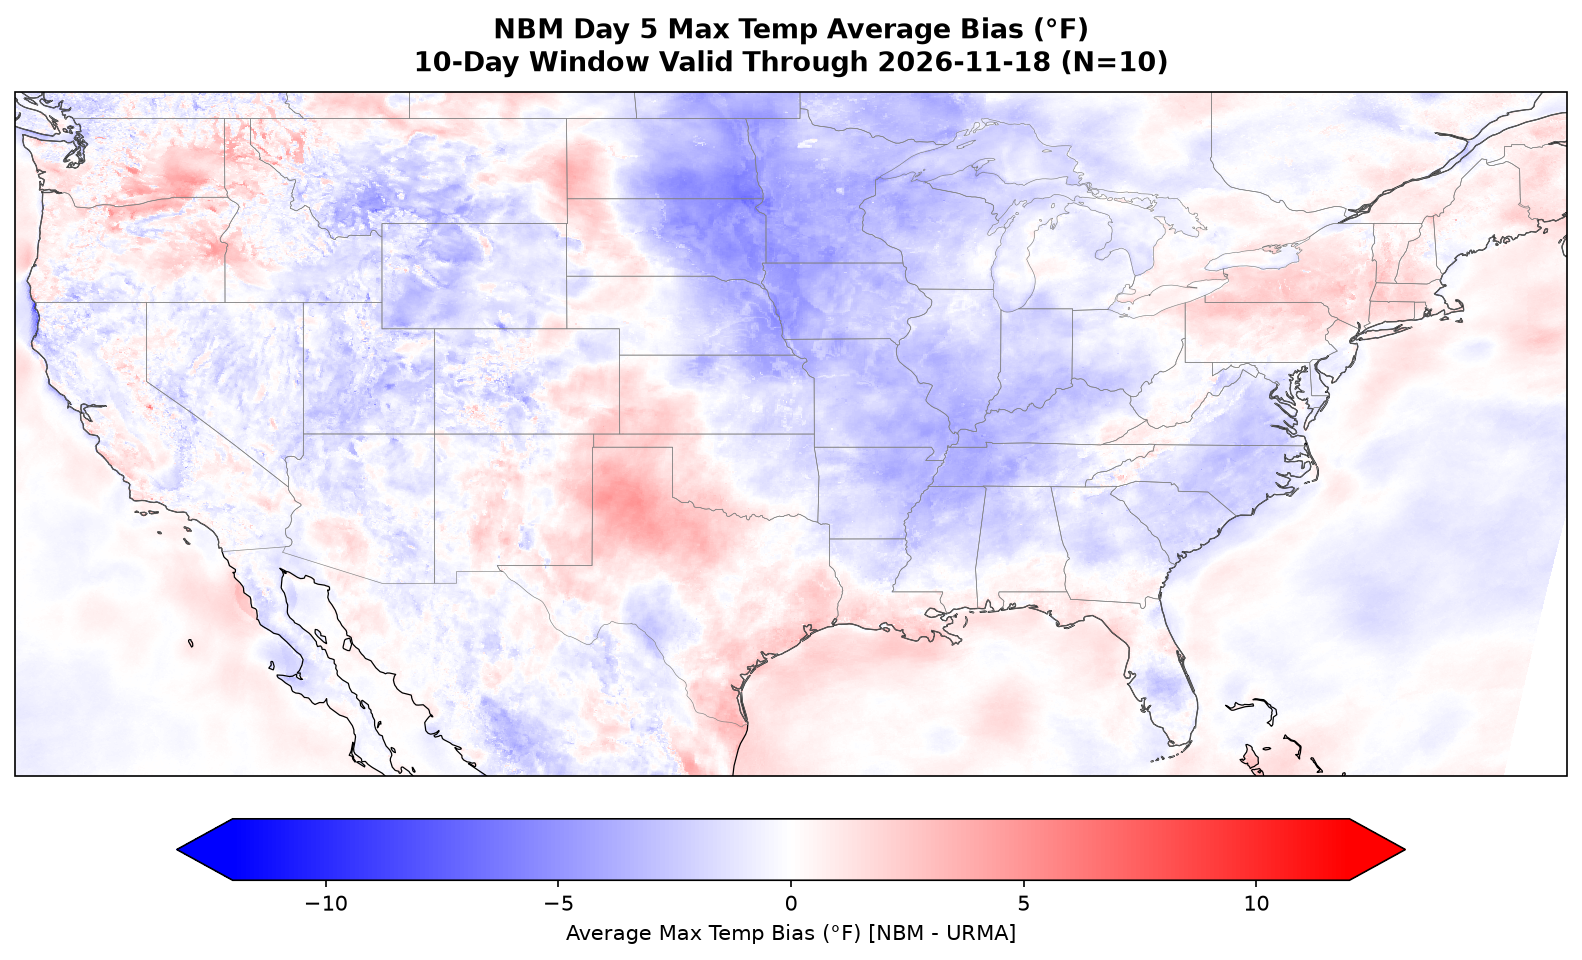 NBM Day 5 Max Temp Average Bias (°F)
10-Day Window Valid Through 2026-11-18 (N=10)
−10 −5 0 5 10
Average Max Temp Bias (°F) [NBM - URMA]